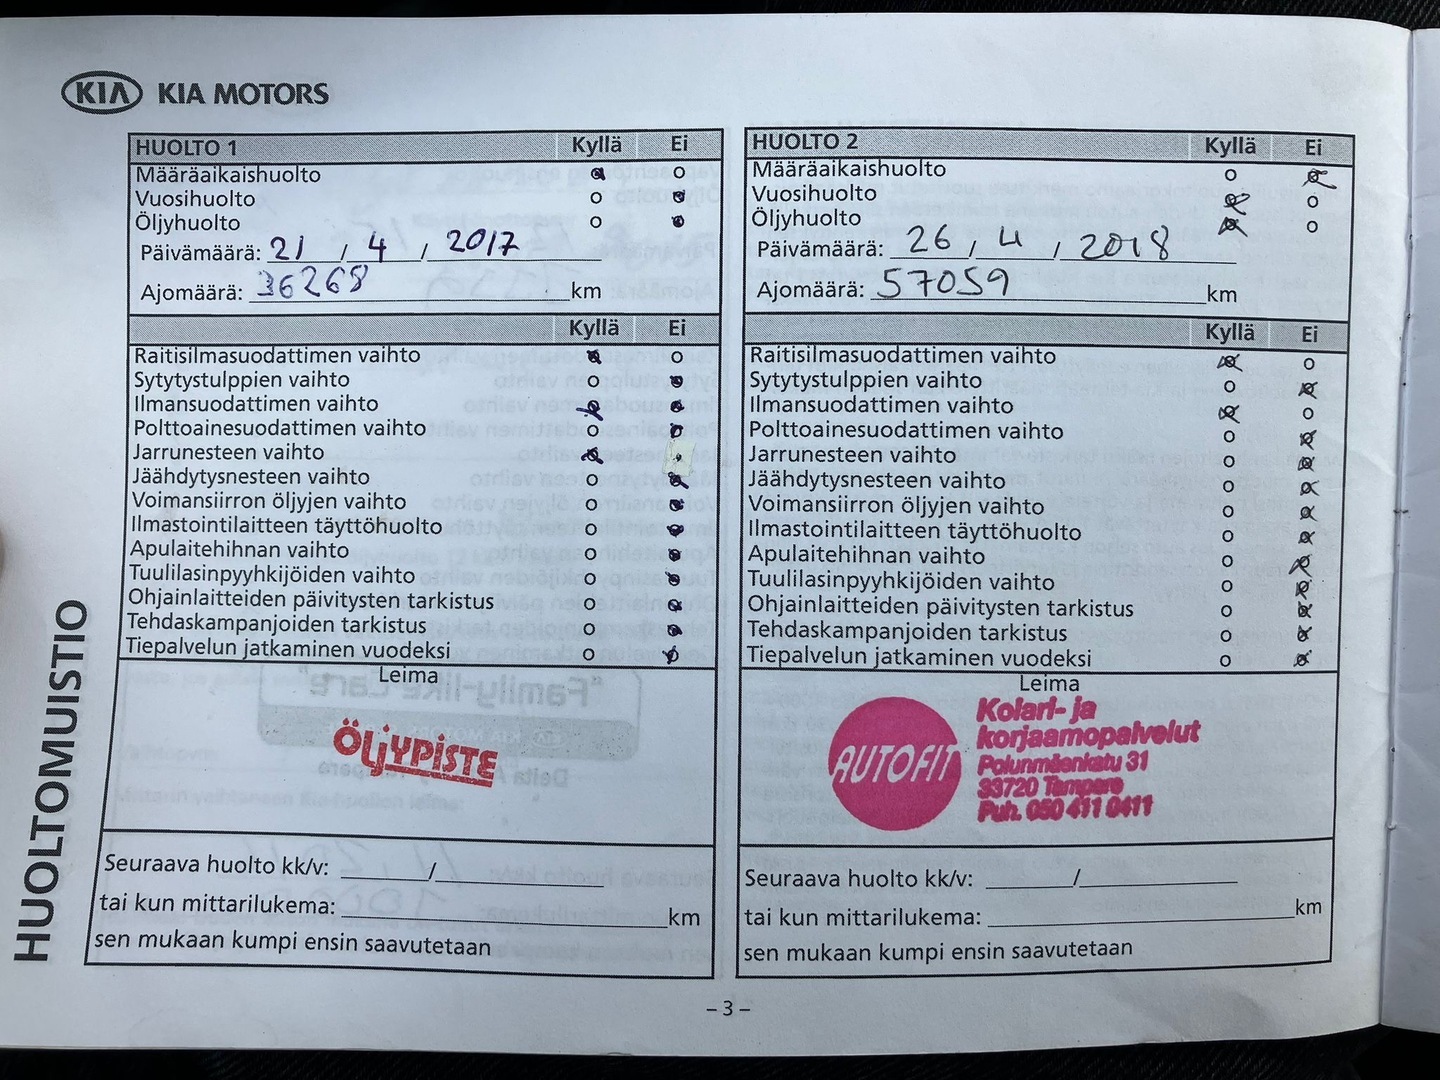 KIA KIA MOTORS
HUOLTOMUISTIO
HUOLTO 1 Kyllä Ei
Määräaikaishuolto
Vuosihuolto
Öljyhuolto
Päivämäärä: 21 / 4 / 2017
Ajomäärä: 36268 km
Kyllä Ei
Raitisilmasuodattimen vaihto
Sytytystulppien vaihto
Ilmansuodattimen vaihto
Polttoainesuodattimen vaihto
Jarrunesteen vaihto
Jäähdytysnesteen vaihto
Voimansiirron öljyjen vaihto
Ilmastointilaitteen täyttöhuolto
Apulaitehihnan vaihto
Tuulilasinpyyhkijöiden vaihto
Ohjainlaitteiden päivitysten tarkistus
Tehdaskampanjoiden tarkistus
Tiepalvelun jatkaminen vuodeksi
Leima
ÖLJYPISTE
Seuraava huolto kk/v: /
tai kun mittarilukema: km
sen mukaan kumpi ensin saavutetaan
HUOLTO 2 Kyllä Ei
Määräaikaishuolto
Vuosihuolto
Öljyhuolto
Päivämäärä: 26 / 4 / 2018
Ajomäärä: 57059 km
Kyllä Ei
Raitisilmasuodattimen vaihto
Sytytystulppien vaihto
Ilmansuodattimen vaihto
Polttoainesuodattimen vaihto
Jarrunesteen vaihto
Jäähdytysnesteen vaihto
Voimansiirron öljyjen vaihto
Ilmastointilaitteen täyttöhuolto
Apulaitehihnan vaihto
Tuulilasinpyyhkijöiden vaihto
Ohjainlaitteiden päivitysten tarkistus
Tehdaskampanjoiden tarkistus
Tiepalvelun jatkaminen vuodeksi
Leima
AUTOFIT
Kolari- ja
korjaamopalvelut
Polunmäenkatu 31
33720 Tampere
Puh. 050 411 0411
Seuraava huolto kk/v: /
tai kun mittarilukema: km
sen mukaan kumpi ensin saavutetaan
– 3 –